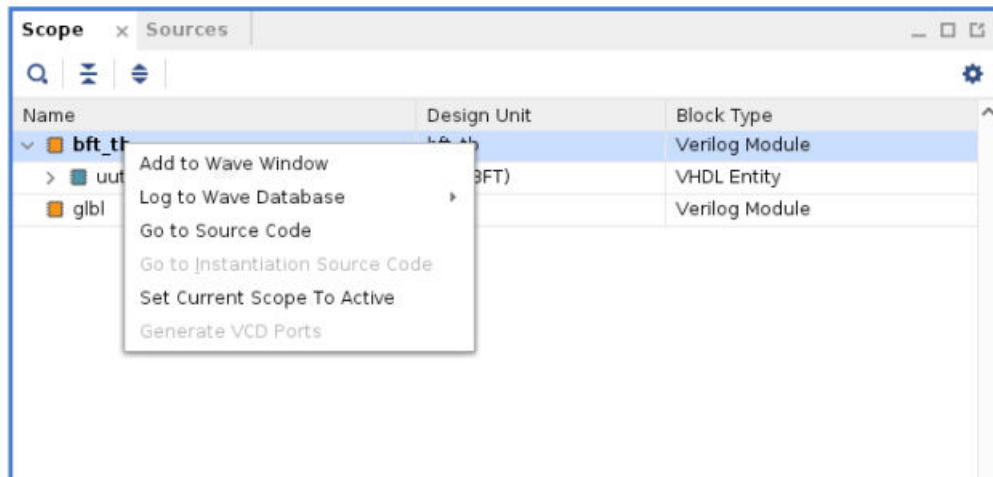 Scope Sources
Name Design Unit Block Type
bft_tb Verilog Module
Add to Wave Window
uut BFT) VHDL Entity
Log to Wave Database
glbl Verilog Module
Go to Source Code
Go to Instantiation Source Code
Set Current Scope To Active
Generate VCD Ports